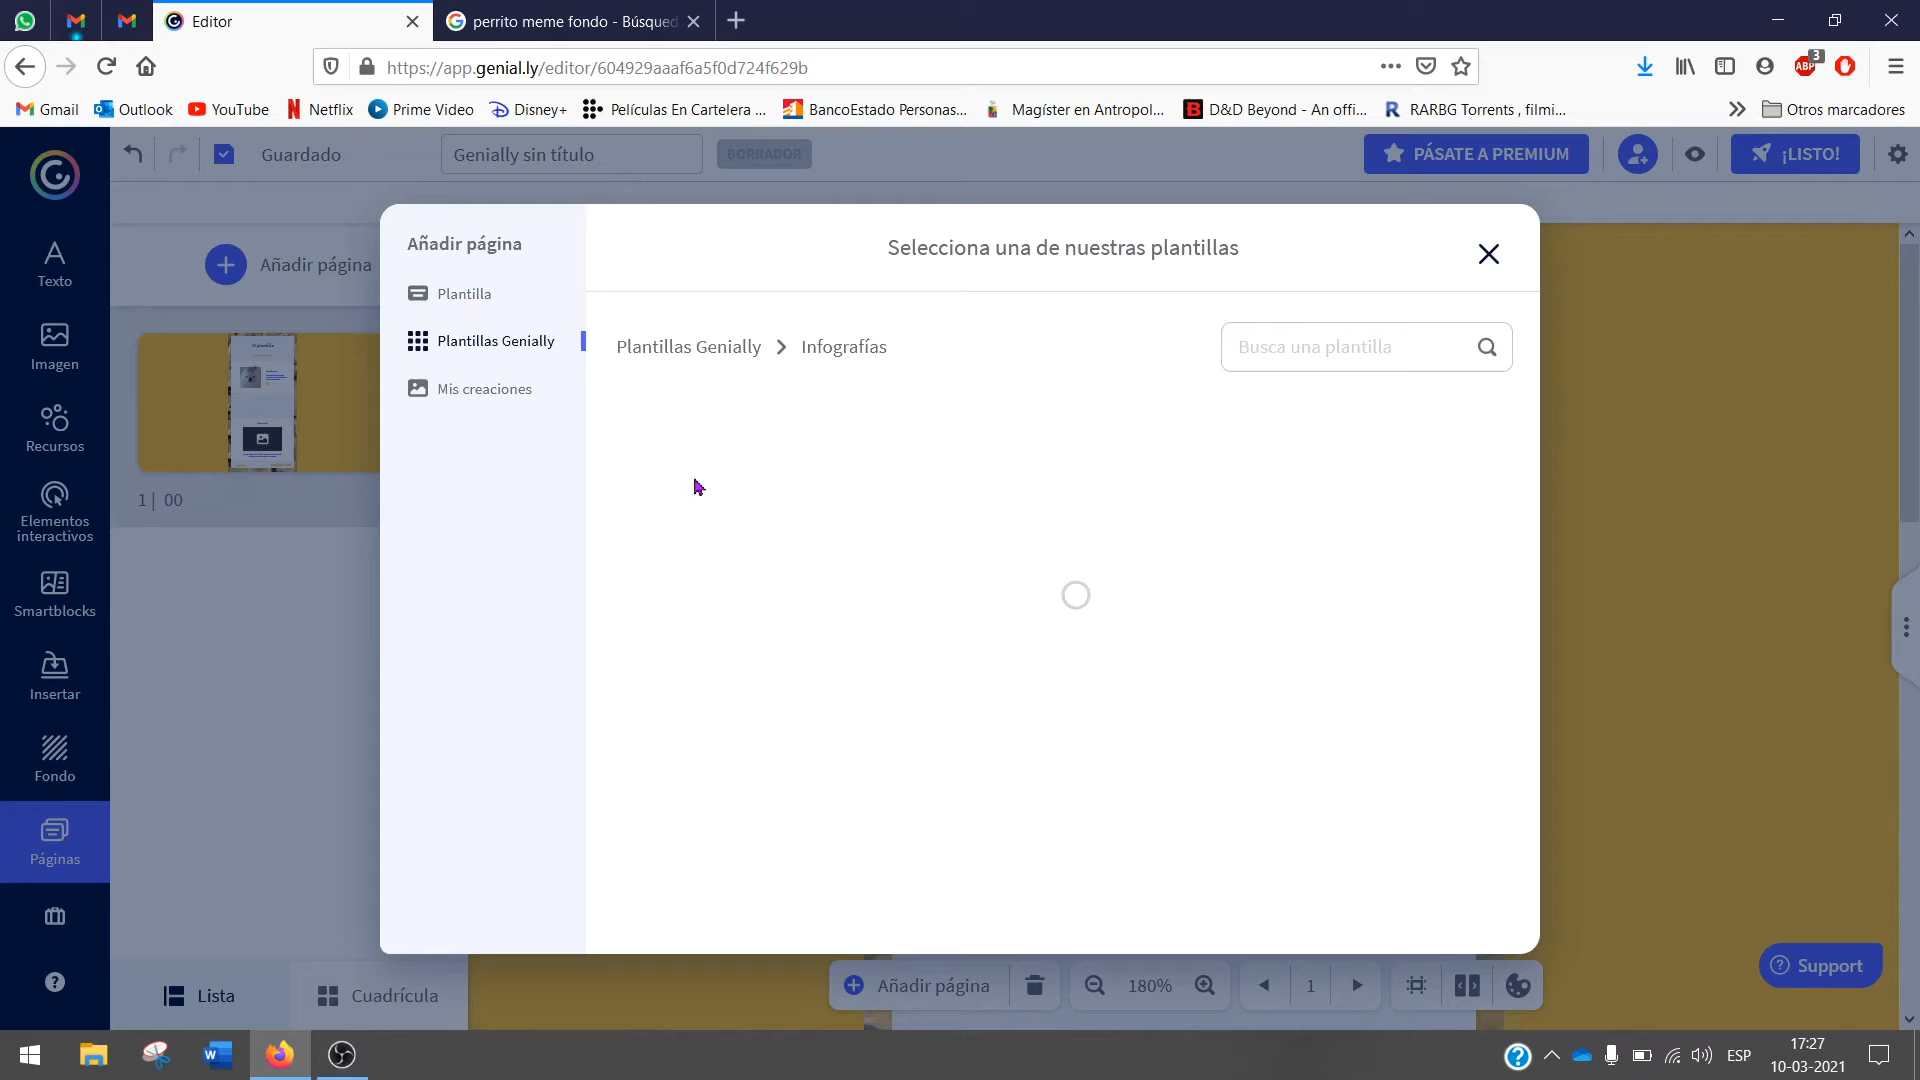 Editor
perrito meme fondo - Búsqued
https://app.genial.ly/editor/604929aaaf6a5f0d724f629b
3
ABP
Gmail
Outlook
YouTube
Netflix
Prime Video
Disney+
Películas En Cartelera ...
BancoEstado Personas...
Magíster en Antropol...
D&D Beyond - An offi...
RARBG Torrents , filmi...
Otros marcadores
Guardado
Genially sin título
BORRADOR
PÁSATE A PREMIUM
¡LISTO!
Texto
Imagen
Recursos
Elementos
interactivos
Smartblocks
Insertar
Fondo
Páginas
Añadir página
1 | 00
Lista
Cuadrícula
Añadir página
Plantilla
Plantillas Genially
Mis creaciones
Selecciona una de nuestras plantillas
Plantillas Genially > Infografías
Busca una plantilla
Añadir página
180%
1
Support
ESP
17:27
10-03-2021